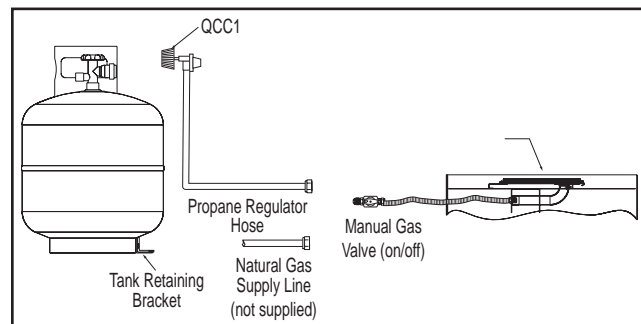 QCC1
Propane Regulator
Hose
Manual Gas
Valve (on/off)
Tank Retaining
Bracket
Natural Gas
Supply Line
(not supplied)